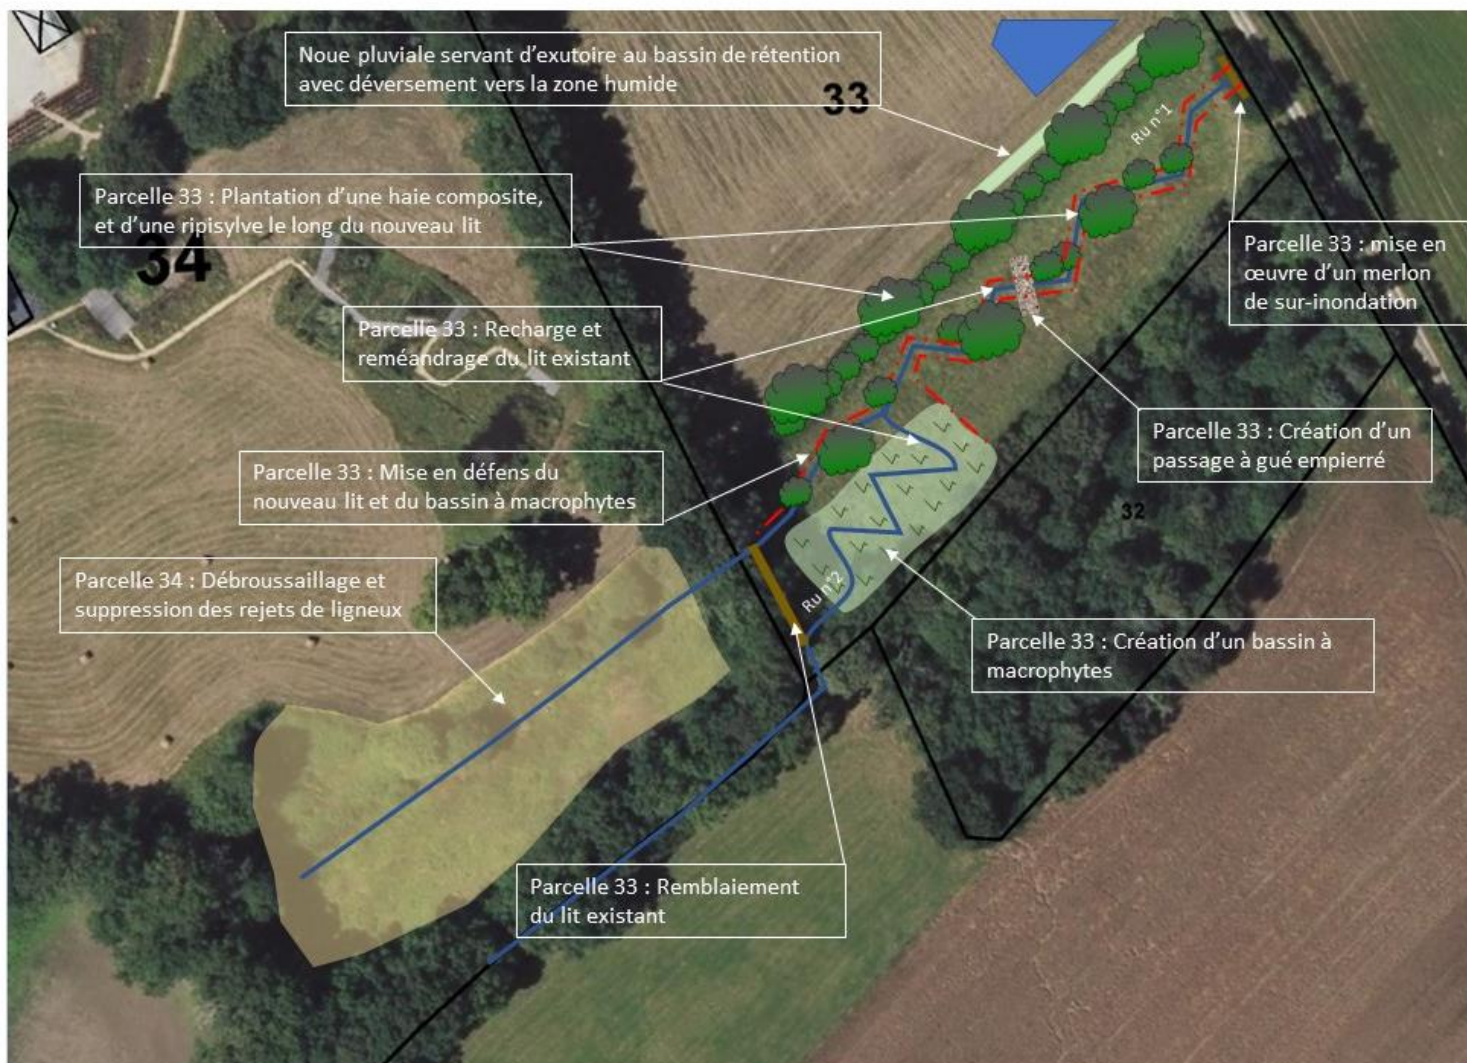 Noue pluviale servant d'exutoire au bassin de rétention
avec déversement vers la zone humide
33
Ru n°1
Parcelle 33 : Plantation d'une haie composite,
et d'une ripisylve le long du nouveau lit
34
Parcelle 33 : mise en
œuvre d'un merlon
de sur-inondation
Parcelle 33 : Recharge et
reméandrage du lit existant
Parcelle 33 : Création d'un
passage à gué empierré
Parcelle 33 : Mise en défens du
nouveau lit et du bassin à macrophytes
32
Parcelle 34 : Débroussaillage et
suppression des rejets de ligneux
Ru n°2
Parcelle 33 : Création d'un bassin à
macrophytes
Parcelle 33 : Remblaiement
du lit existant